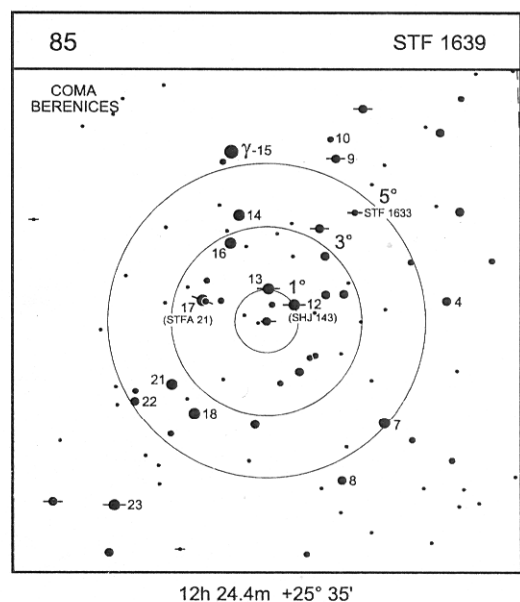 85 STF 1639
COMA
BERENICES
γ-15
10
9
5°
STF 1633
14
16
3°
13
1°
12
(SHJ 143)
17
(STFA 21)
4
21
22
18
7
8
23
12h 24.4m +25° 35'